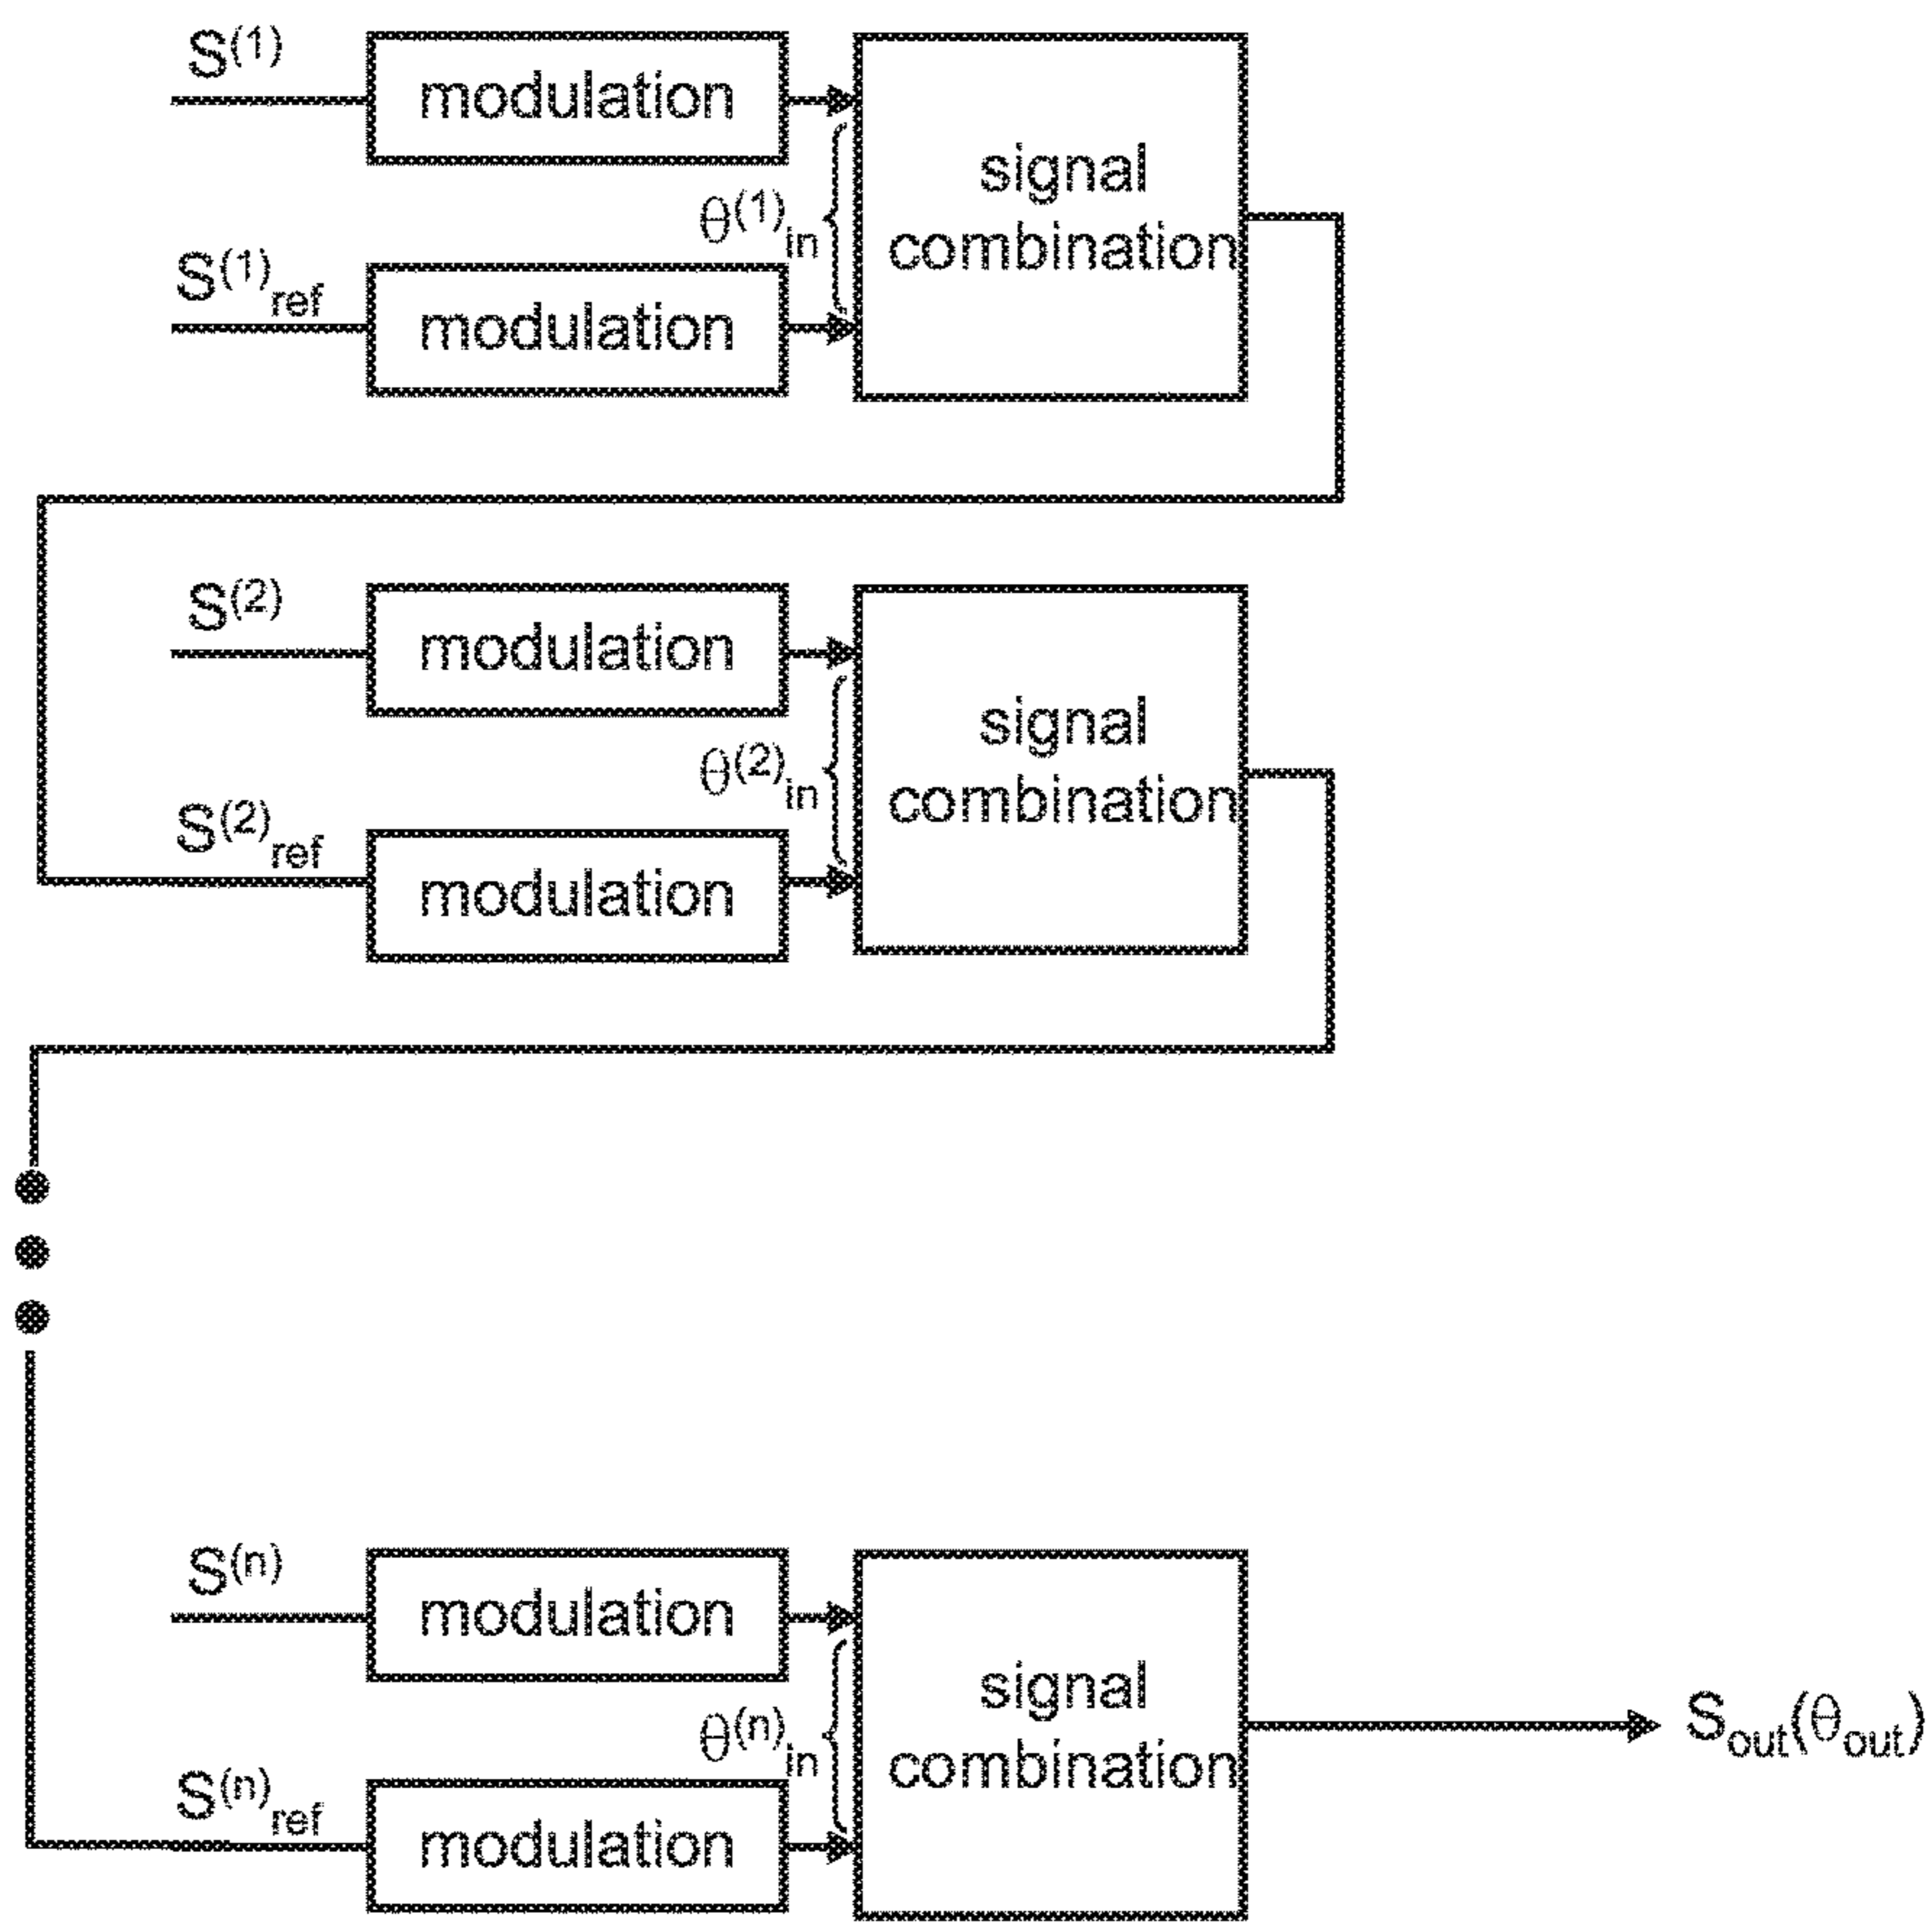 S(1)
modulation
θ(1)in
S(1)ref
modulation
signal
combination
S(2)
modulation
θ(2)in
S(2)ref
modulation
signal
combination
S(n)
modulation
θ(n)in
S(n)ref
modulation
signal
combination
Sout(θout)